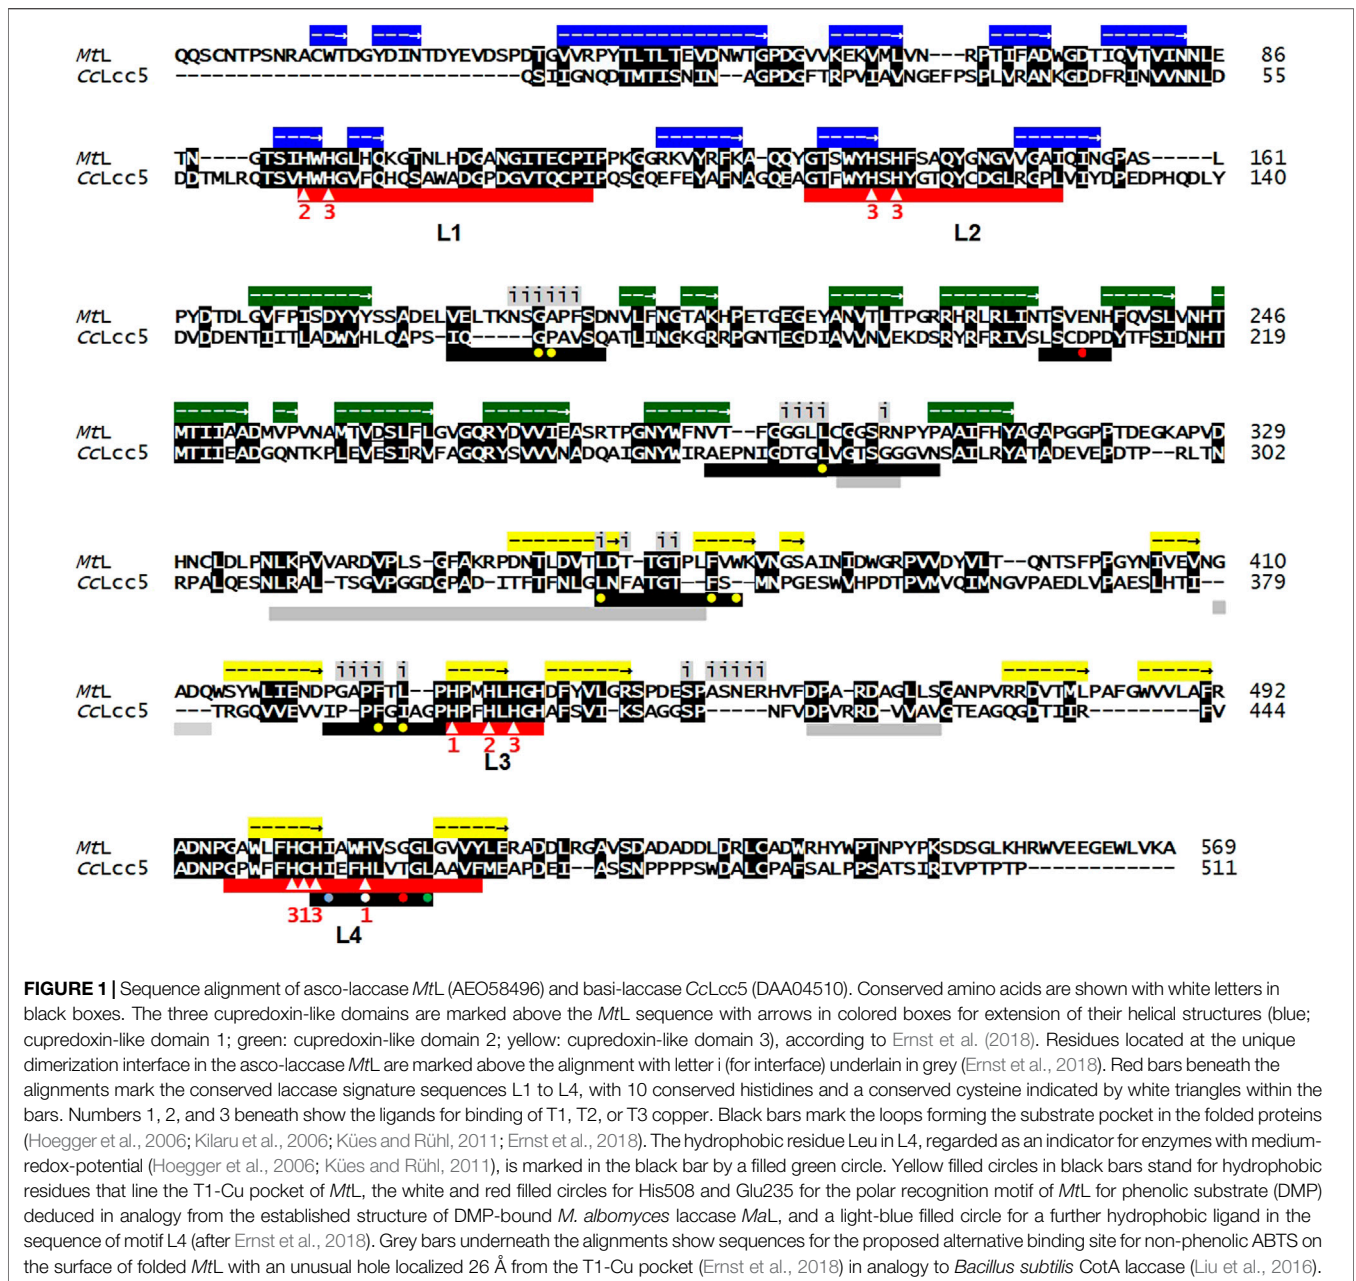 MtL QQSCNTPSNRACWTDGYDINTDYEVDSPDTGVVRPYTLTLTEVDNWTGPDGVVKEKVMLVN---RPTIFADWGDTIQVTVINNLE 86
CcLcc5 -----------------------------QSIIGNQDTMTISNIN--AGPDGFTRPVIAVNGEFPSPLVRANKGDDFRINVVNNLD 55
MtL TN----GTSIHWHGLHQKGTNLHDGANGITECPIPPKGGRKVYRFKA-QQYGTSWYHSHFSAQYGNGVVGAIQINGPAS-----L 161
CcLcc5 DDTMLRQTSVHWHGVFQHQSAWADGPDGVTQCPIPQSGQEFEYAFNAGQEAGTFWYHSHYGTQYCDGLRGPLVIYDPEDPHQDLY 140
2 3 3 3
L1 L2
iiiiii
MtL PYDTDLGVFPISDYYYSSADELVELTKNSGAPFSDNVLFNGTAKHPETGEGEYANVTLTPGRRHRLRLINTSVENHFQVSLVNHT 246
CcLcc5 DVDDENTIITLADWYHLQAPS-IQ-----GPAVSQATLINGKGRRPGNTEGDIAVVNVEKDSRYRFRIVSLSCDPDYTFSIDNHT 219
iiii i
MtL MTIIAADMVPVNAMTVDSLFLGVGQRYDVVIEASRTPGNYWFNVT--FGGGLLCGGSRNPYPAAIFHYAGAPGGPPTDEGKAPVD 329
CcLcc5 MTIIEADGQNTKPLEVESIRVFAGQRYSVVVNADQAIGNYWIRAEPNIGDTGLVGTSGGGVNSAILRYATADEVEPDTP--RLTN 302
i i ii
MtL HNCLDLPNLKPVVARDVPLS-GFAKRPDNTLDVTLDT-TGTPLFVWKVNGSAINIDWGRPVVDYVLT--QNTSFPPGYNIVEVNG 410
CcLcc5 RPALQESNLRAL-TSGVPGGDGPAD-ITFTFNLGLNFATGT--FS--MNPGESWVHPDTPVMVQIMNGVPAEDLVPAESLHTI-- 379
iiii i i iiiii
MtL ADQWSYWLIENDPGAPFTL--PHPMHLHGHDFYVLGRSPDESPASNERHVFDPA-RDAGLLSGANPVRRDVTMLPAFGWVVLAFR 492
CcLcc5 ---TRGQVVEVVIP-PFGIAGPHPFHLHGHAFSVI-KSAGGSP-----NFVDPVRRD-VVAVGTEAGQGDTIIR--------FV 444
1 2 3
L3
MtL ADNPGAWLFHCHIAWHVSGGLGVVYLERADDLRGAVSDADADDLDRLCADWRHYWPTNPYPKSDSGLKHRWVEEGEWLVKA 569
CcLcc5 ADNPGPWFFHCHIEFHLVTGLAAVFMEAPDEI--ASSNPPPPSWDALCPAFSALPPSATSIRIVPTPTP------------ 511
313 1
L4
FIGURE 1 | Sequence alignment of asco-laccase MtL (AEO58496) and basi-laccase CcLcc5 (DAA04510). Conserved amino acids are shown with white letters in
black boxes. The three cupredoxin-like domains are marked above the MtL sequence with arrows in colored boxes for extension of their helical structures (blue;
cupredoxin-like domain 1; green: cupredoxin-like domain 2; yellow: cupredoxin-like domain 3), according to Ernst et al. (2018). Residues located at the unique
dimerization interface in the asco-laccase MtL are marked above the alignment with letter i (for interface) underlain in grey (Ernst et al., 2018). Red bars beneath the
alignments mark the conserved laccase signature sequences L1 to L4, with 10 conserved histidines and a conserved cysteine indicated by white triangles within the
bars. Numbers 1, 2, and 3 beneath show the ligands for binding of T1, T2, or T3 copper. Black bars mark the loops forming the substrate pocket in the folded proteins
(Hoegger et al., 2006; Kilaru et al., 2006; Kües and Rühl, 2011; Ernst et al., 2018). The hydrophobic residue Leu in L4, regarded as an indicator for enzymes with medium-
redox-potential (Hoegger et al., 2006; Kües and Rühl, 2011), is marked in the black bar by a filled green circle. Yellow filled circles in black bars stand for hydrophobic
residues that line the T1-Cu pocket of MtL, the white and red filled circles for His508 and Glu235 for the polar recognition motif of MtL for phenolic substrate (DMP)
deduced in analogy from the established structure of DMP-bound M. albomyces laccase MaL, and a light-blue filled circle for a further hydrophobic ligand in the
sequence of motif L4 (after Ernst et al., 2018). Grey bars underneath the alignments show sequences for the proposed alternative binding site for non-phenolic ABTS on
the surface of folded MtL with an unusual hole localized 26 Å from the T1-Cu pocket (Ernst et al., 2018) in analogy to Bacillus subtilis CotA laccase (Liu et al., 2016).